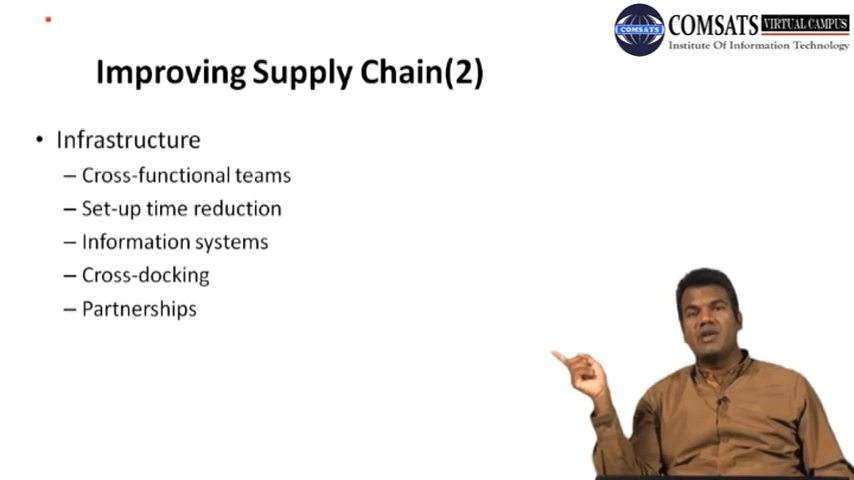 COMSATS VIRTUAL CAMPUS
COMSATS
Institute Of Information Technology
Improving Supply Chain(2)
• Infrastructure
– Cross-functional teams
– Set-up time reduction
– Information systems
– Cross-docking
– Partnerships